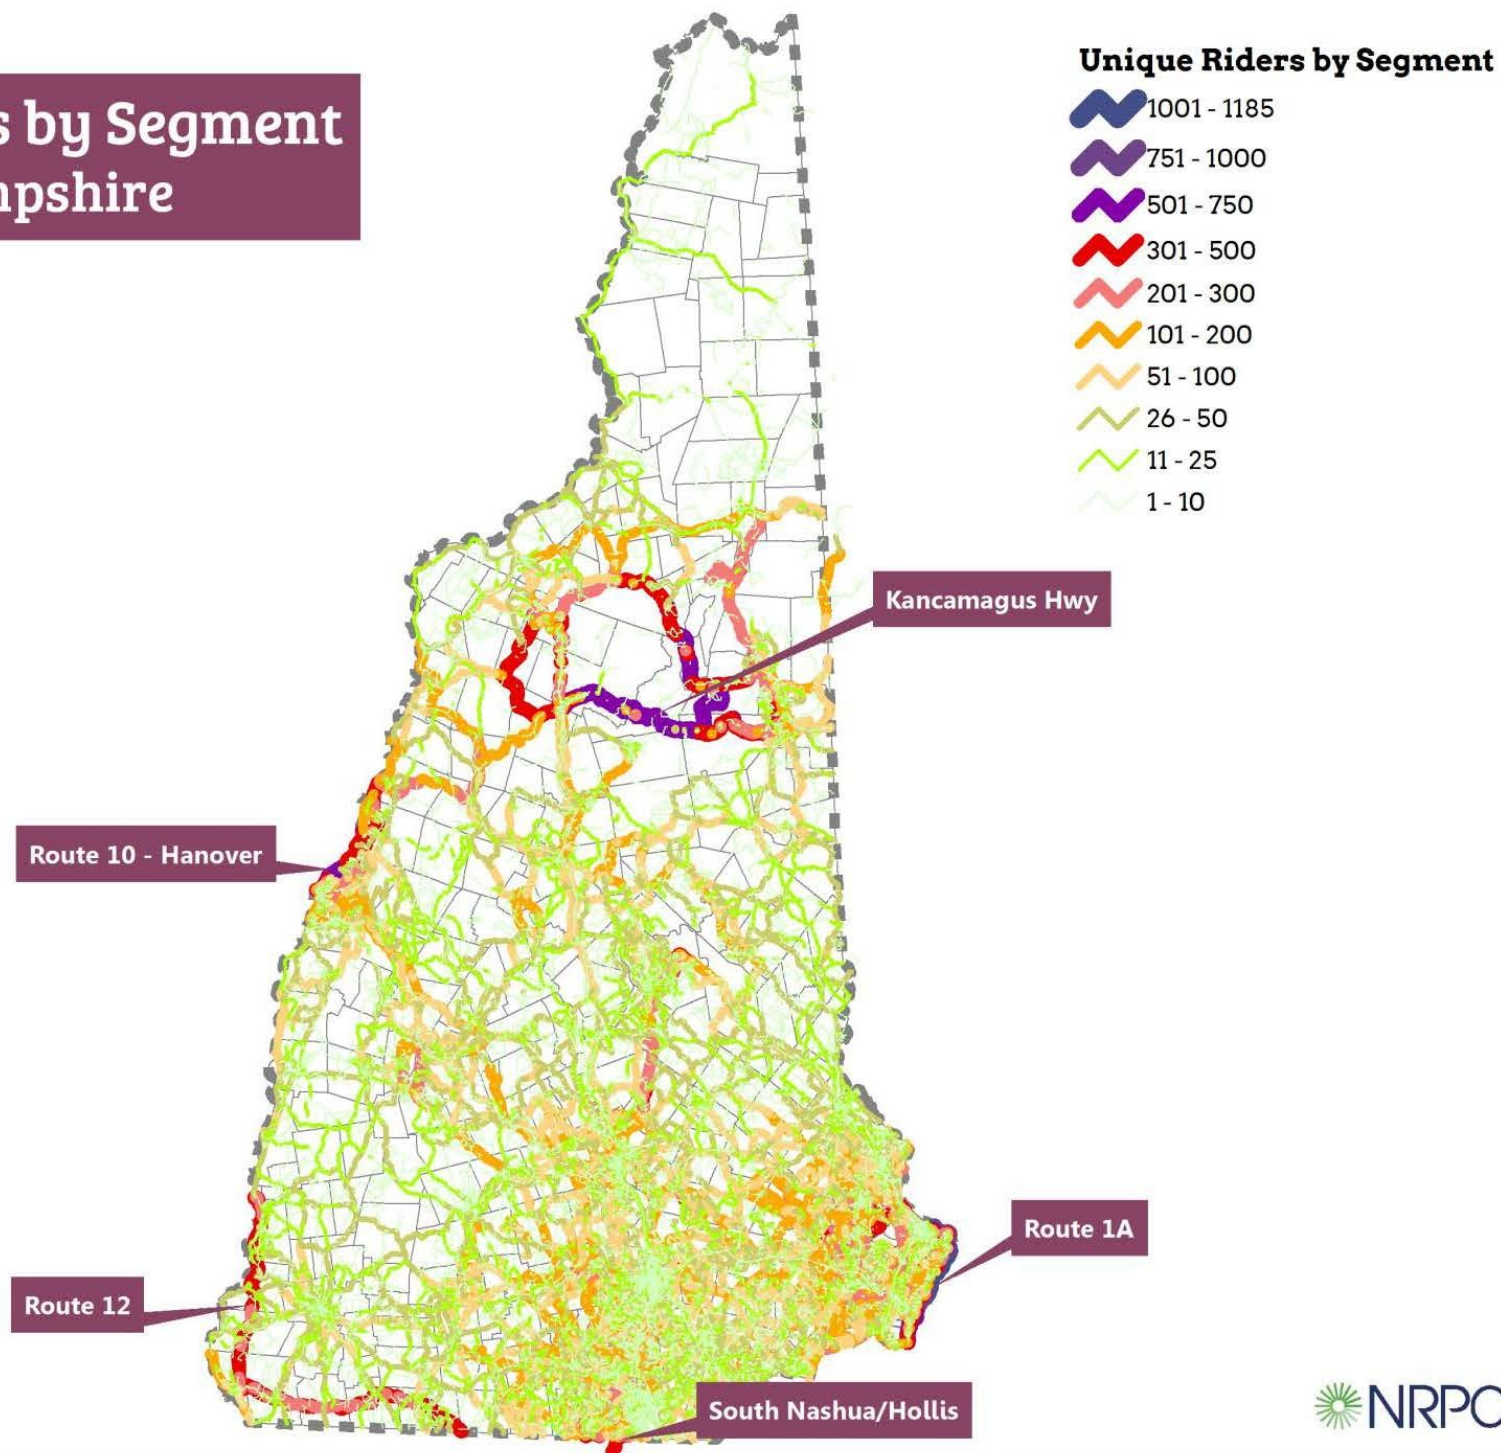 s by Segment
mpshire
Unique Riders by Segment
1001 - 1185
751 - 1000
501 - 750
301 - 500
201 - 300
101 - 200
51 - 100
26 - 50
11 - 25
1 - 10
Kancamagus Hwy
Route 10 - Hanover
Route 1A
Route 12
South Nashua/Hollis
NRPC